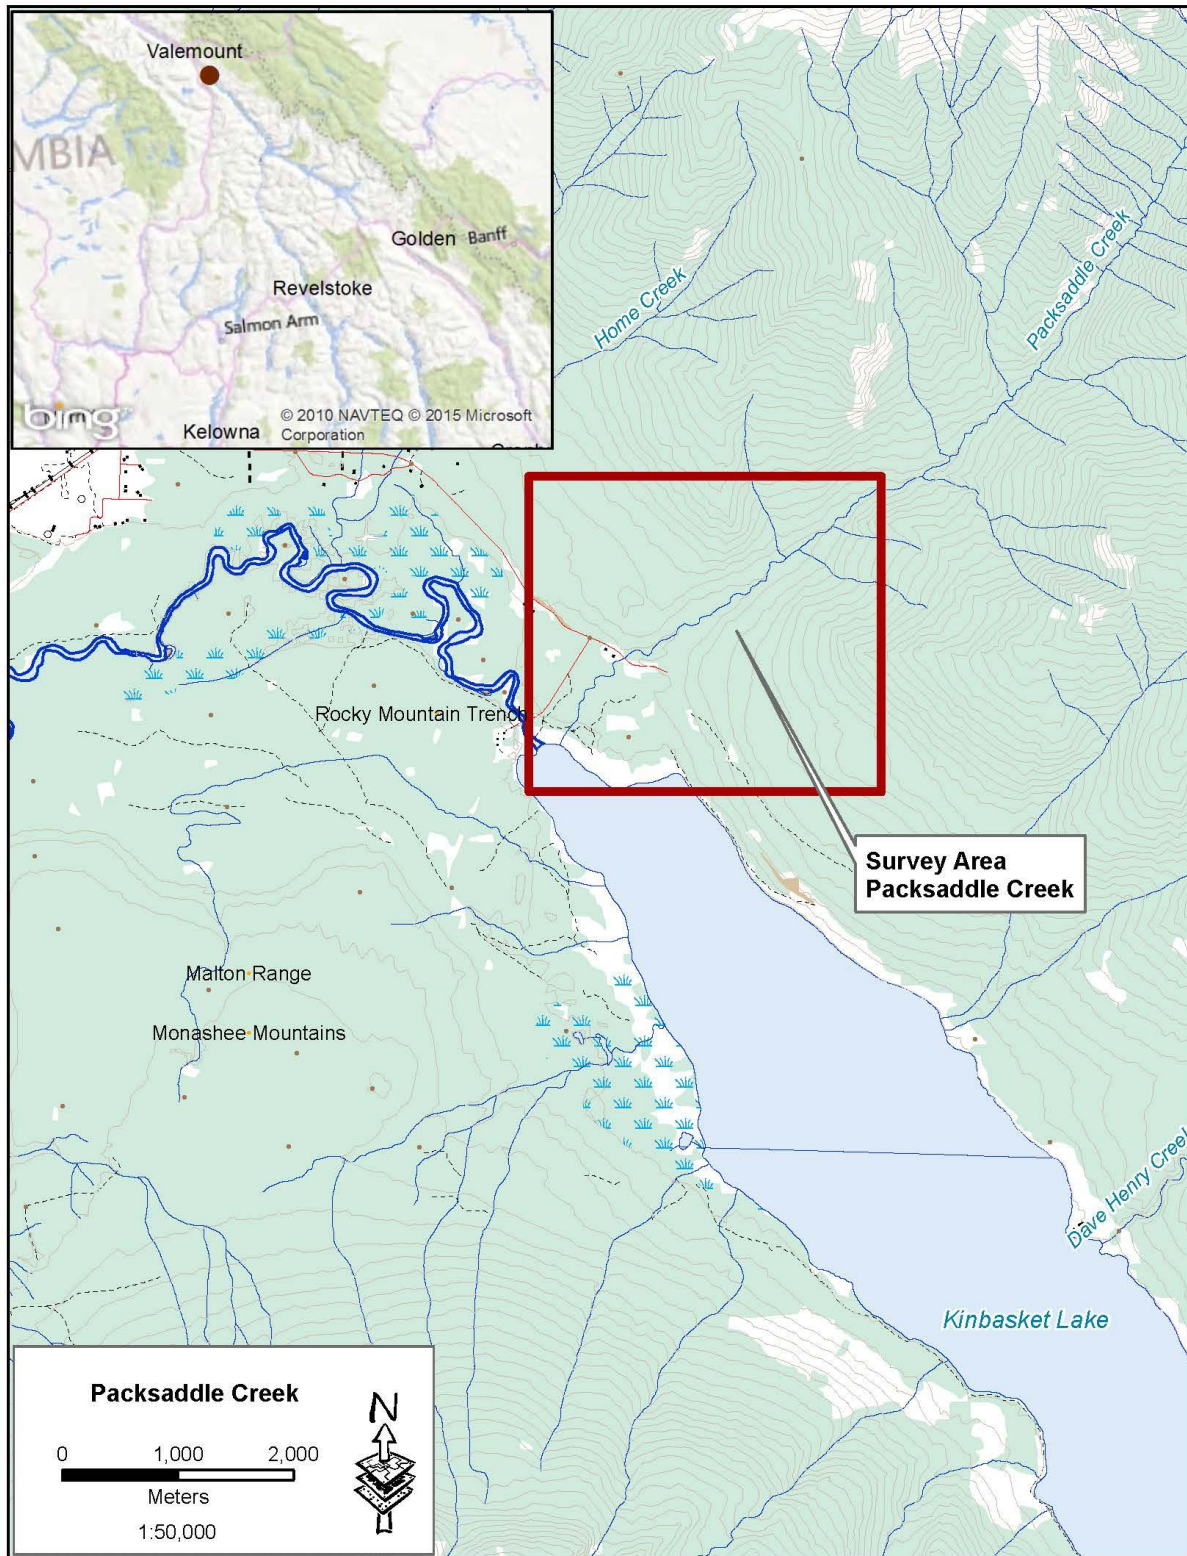 Valemount
MBIA
Golden
Banff
Revelstoke
Salmon Arm
bing
© 2010 NAVTEQ © 2015 Microsoft
Corporation
Kelowna
Home Creek
Packsaddle Creek
Rocky Mountain Trench
Survey Area
Packsaddle Creek
Malton Range
Monashee Mountains
Dave Henry Creek
Kinbasket Lake
Packsaddle Creek
N
0 1,000 2,000
Meters
1:50,000